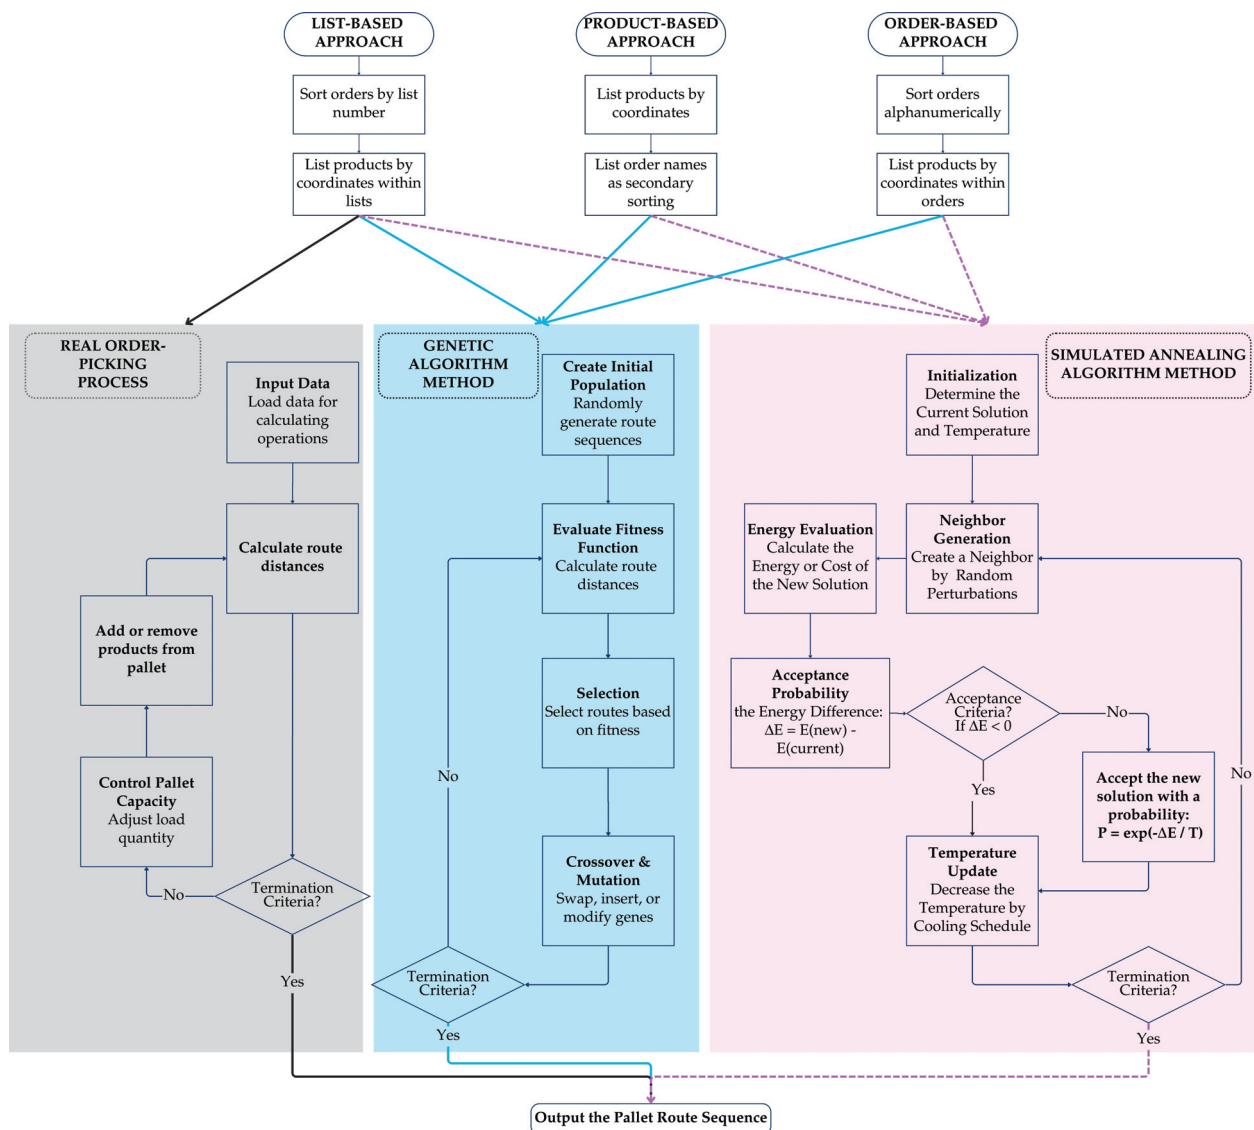 LIST-BASED
APPROACH
PRODUCT-BASED
APPROACH
ORDER-BASED
APPROACH
Sort orders by list
number
List products by
coordinates
Sort orders
alphanumerically
List products by
coordinates within
lists
List order names
as secondary
sorting
List products by
coordinates within
orders
REAL ORDER-
PICKING
PROCESS
Input Data
Load data for
calculating
operations
Calculate route
distances
Add or remove
products from
pallet
Control Pallet
Capacity
Adjust load
quantity
No
Termination
Criteria?
Yes
GENETIC
ALGORITHM
METHOD
Create Initial
Population
Randomly
generate route
sequences
Evaluate Fitness
Function
Calculate route
distances
Selection
Select routes based
on fitness
No
Crossover &
Mutation
Swap, insert, or
modify genes
Termination
Criteria?
Yes
SIMULATED ANNEALING
ALGORITHM METHOD
Initialization
Determine the
Current Solution
and Temperature
Neighbor
Generation
Create a Neighbor
by Random
Perturbations
Energy Evaluation
Calculate the
Energy or Cost of
the New Solution
Acceptance
Probability
the Energy Difference:
ΔE = E(new) -
E(current)
Acceptance
Criteria?
If ΔE < 0
No
Yes
Accept the new
solution with a
probability:
P = exp(-ΔE / T)
No
Temperature
Update
Decrease the
Temperature by
Cooling Schedule
Termination
Criteria?
Yes
Output the Pallet Route Sequence